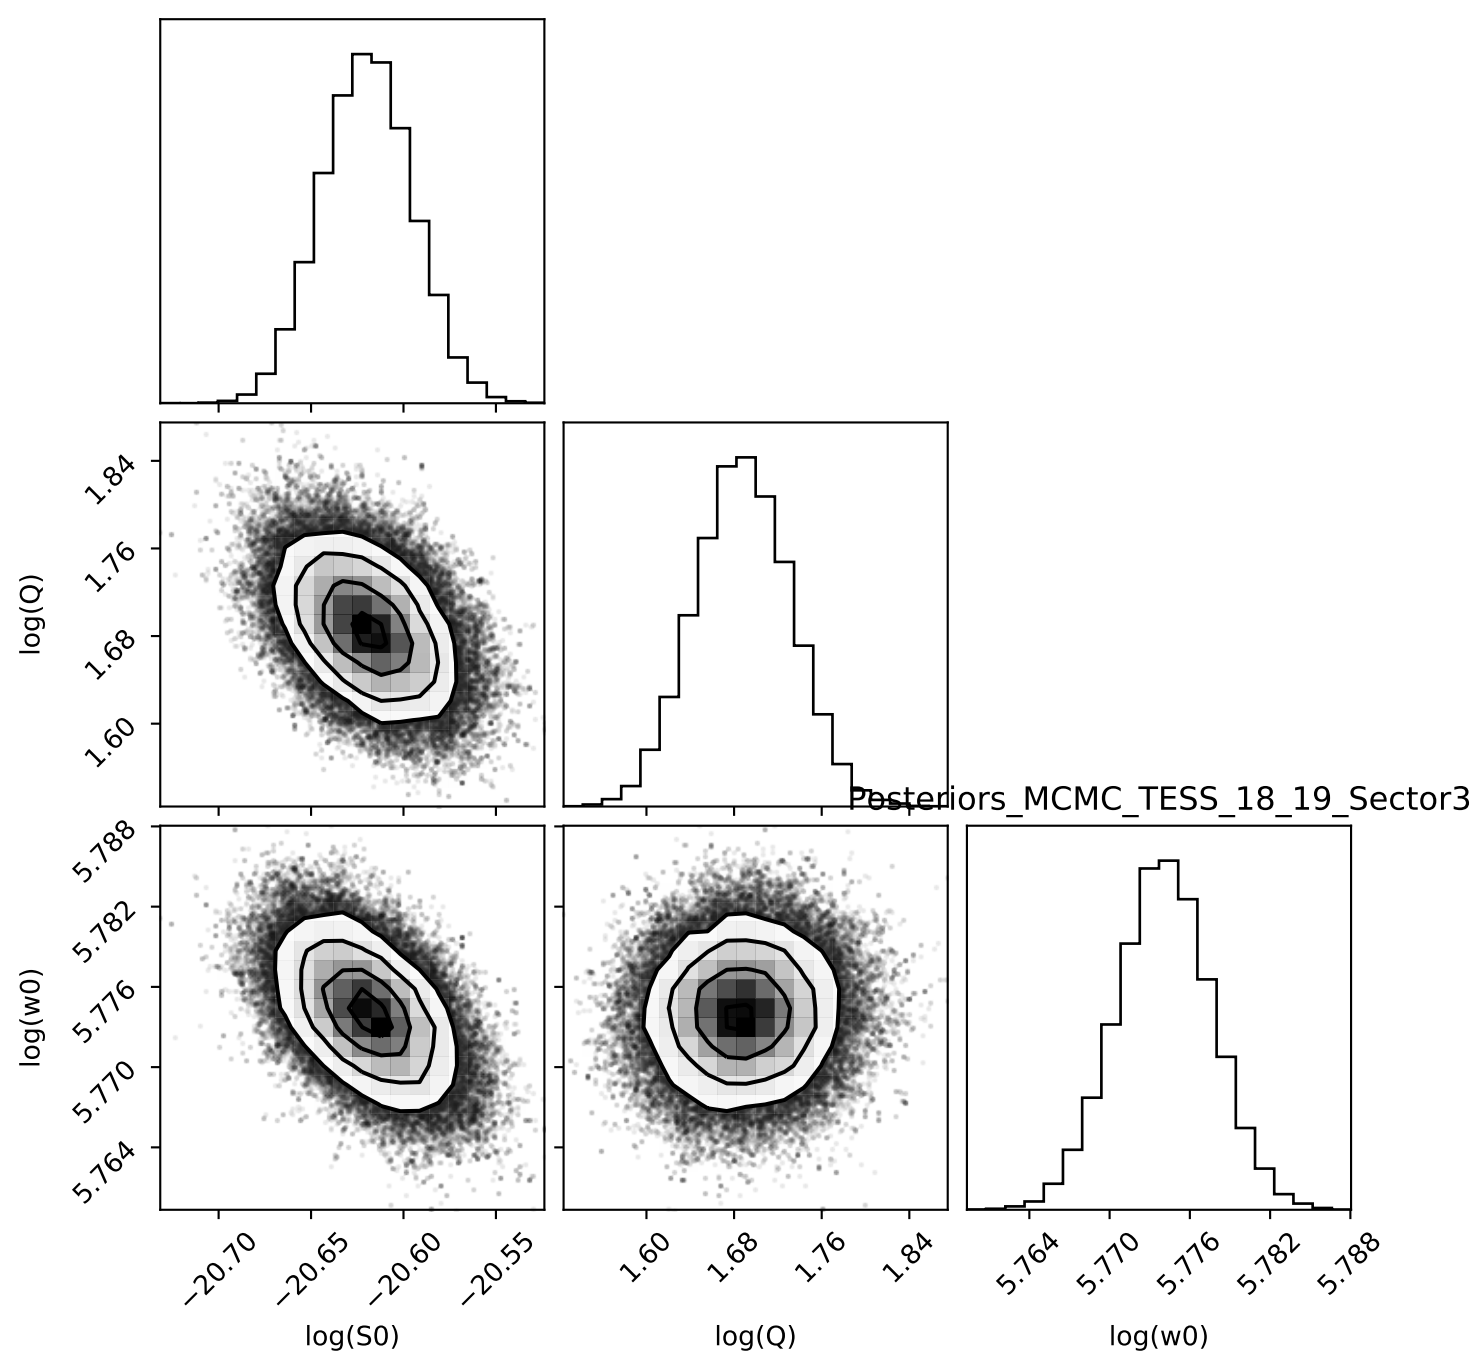 1.84
1.76
1.68
1.60
log(Q)
Posteriors_MCMC_TESS_18_19_Sector3
5.788
5.782
5.776
5.770
5.764
log(w0)
−20.70 −20.65 −20.60 −20.55 1.60 1.68 1.76 1.84 5.764 5.770 5.776 5.782 5.788
log(S0) log(Q) log(w0)